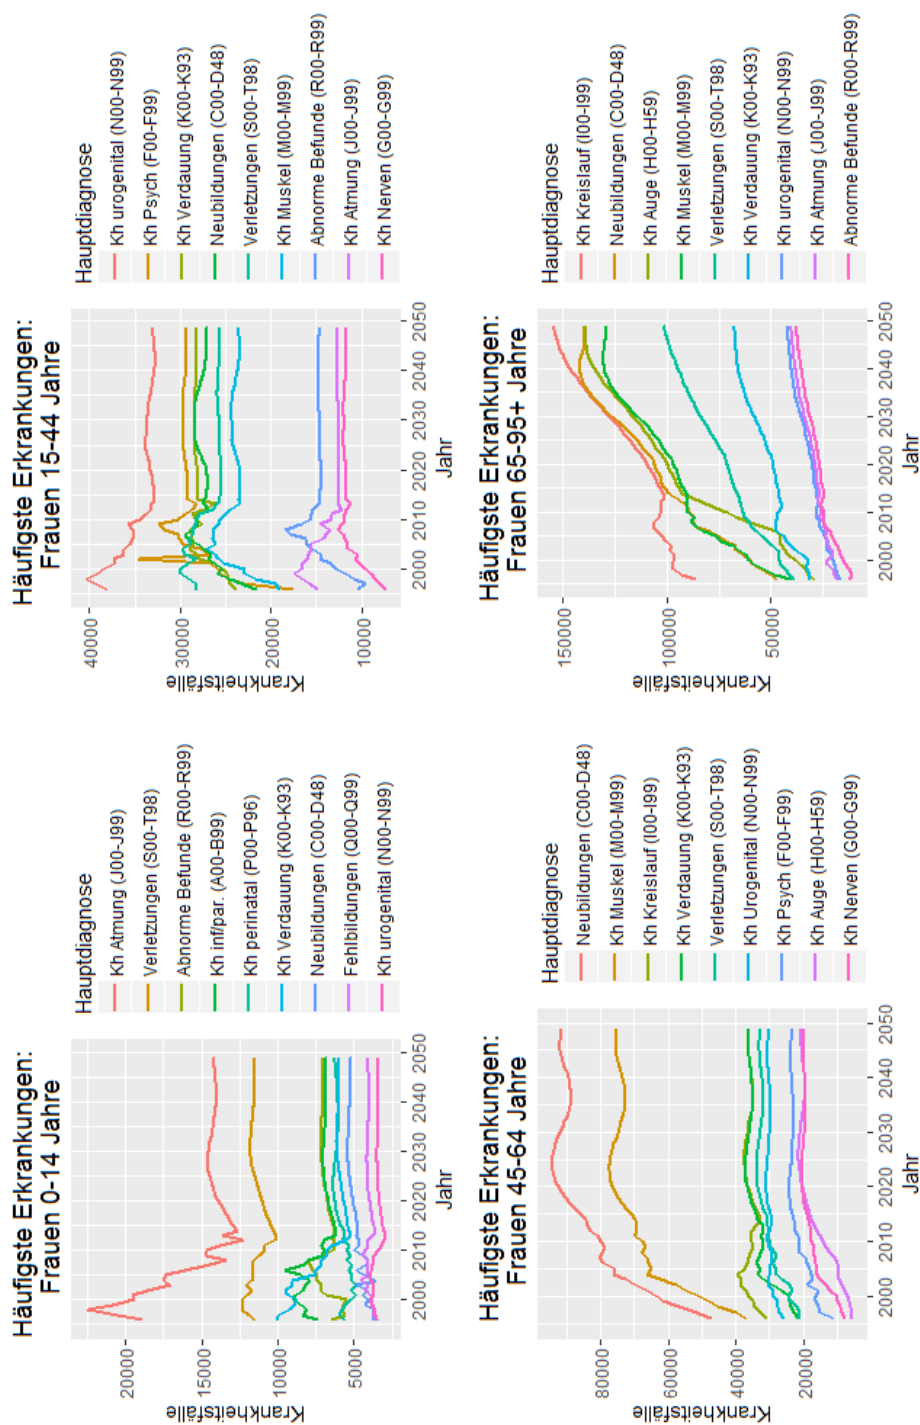 Häufigste Erkrankungen:
Frauen 0-14 Jahre
Krankheitsfälle
20000
15000
10000
5000
2000
2010
2020
2030
2040
2050
Jahr
Hauptdiagnose
Kh Atmung (J00-J99)
Verletzungen (S00-T98)
Abnorme Befunde (R00-R99)
Kh inf/par. (A00-B99)
Kh perinatal (P00-P96)
Kh Verdauung (K00-K93)
Neubildungen (C00-D48)
Fehlbildungen (Q00-Q99)
Kh urogenital (N00-N99)
Häufigste Erkrankungen:
Frauen 15-44 Jahre
Krankheitsfälle
40000
30000
20000
10000
2000
2010
2020
2030
2040
2050
Jahr
Hauptdiagnose
Kh urogenital (N00-N99)
Kh Psych (F00-F99)
Kh Verdauung (K00-K93)
Neubildungen (C00-D48)
Verletzungen (S00-T98)
Kh Muskel (M00-M99)
Abnorme Befunde (R00-R99)
Kh Atmung (J00-J99)
Kh Nerven (G00-G99)
Häufigste Erkrankungen:
Frauen 45-64 Jahre
Krankheitsfälle
80000
60000
40000
20000
2000
2010
2020
2030
2040
2050
Jahr
Hauptdiagnose
Neubildungen (C00-D48)
Kh Muskel (M00-M99)
Kh Kreislauf (I00-I99)
Kh Verdauung (K00-K93)
Verletzungen (S00-T98)
Kh Urogenital (N00-N99)
Kh Psych (F00-F99)
Kh Auge (H00-H59)
Kh Nerven (G00-G99)
Häufigste Erkrankungen:
Frauen 65-95+ Jahre
Krankheitsfälle
150000
100000
50000
2000
2010
2020
2030
2040
2050
Jahr
Hauptdiagnose
Kh Kreislauf (I00-I99)
Neubildungen (C00-D48)
Kh Auge (H00-H59)
Kh Muskel (M00-M99)
Verletzungen (S00-T98)
Kh Verdauung (K00-K93)
Kh urogenital (N00-N99)
Kh Atmung (J00-J99)
Abnorme Befunde (R00-R99)